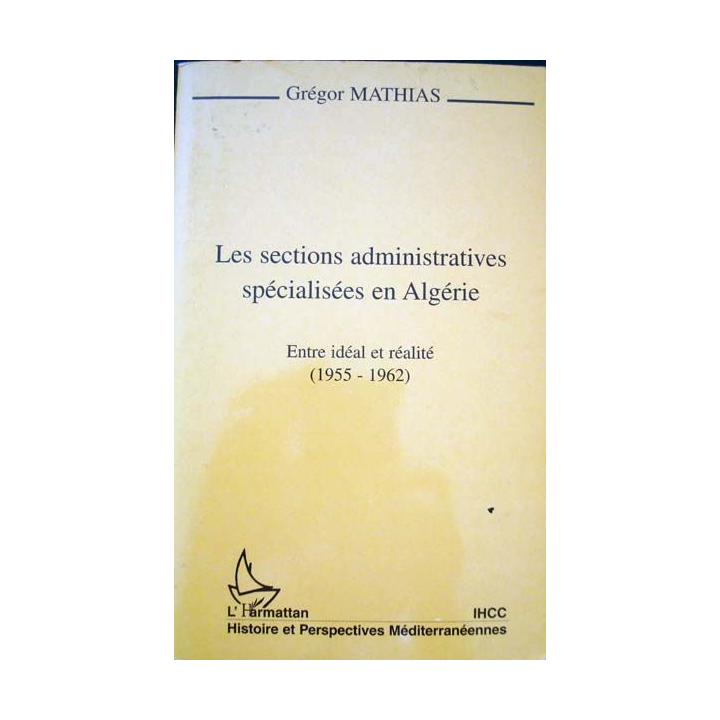 Grégor MATHIAS
Les sections administratives
spécialisées en Algérie
Entre idéal et réalité
(1955 - 1962)
L'Harmattan
IHCC
Histoire et Perspectives Méditerranéennes